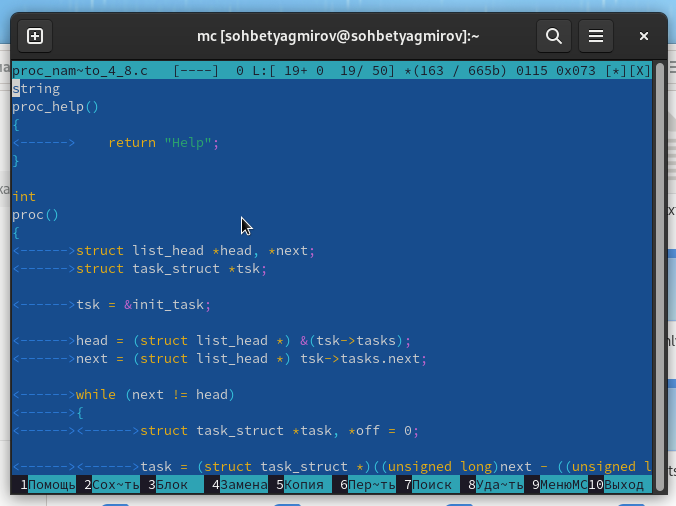 mc [sohbetyagmirov@sohbetyagmirov]:~
proc_nam~to_4_8.c   [----]  0 L:[ 19+ 0  19/ 50] *(163 / 665b) 0115 0x073 [*][X]
string
proc_help()
{
<------>    return "Help";
}
int
proc()
{
<------>struct list_head *head, *next;
<------>struct task_struct *tsk;
<------>tsk = &init_task;
<------>head = (struct list_head *) &(tsk->tasks);
<------>next = (struct list_head *) tsk->tasks.next;
<------>while (next != head)
<------>{
<------><------>struct task_struct *task, *off = 0;
<------><------>task = (struct task_struct *)((unsigned long)next - ((unsigned l
1Помощь 2Сох~ть 3Блок 4Замена 5Копия 6Пер~ть 7Поиск 8Уда~ть 9МенюМС 10Выход